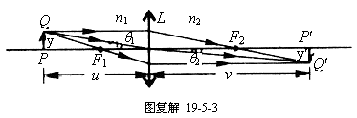 Q n₁ L n₂ P'
y θ₁ F₂
P F₁ θ₂ y' Q'
u v
图复解 19-5-3